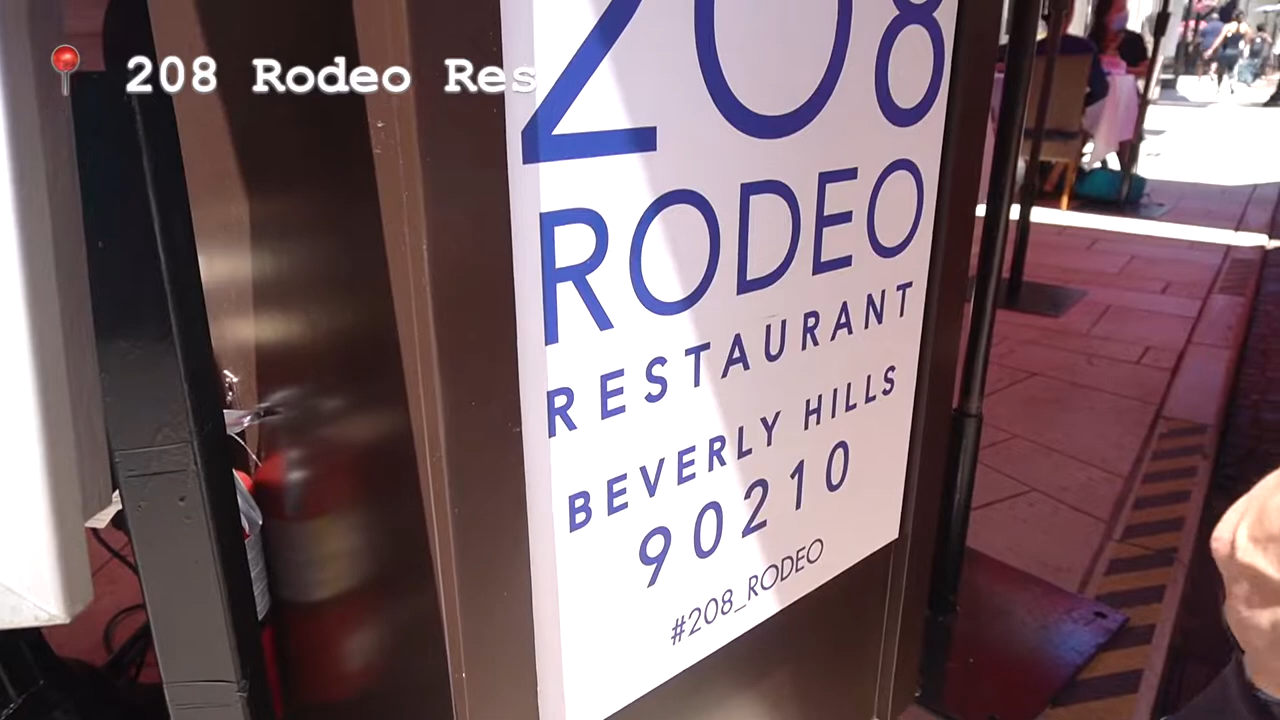 208 Rodeo Res
208
RODEO
RESTAURANT
BEVERLY HILLS
90210
#208_RODEO